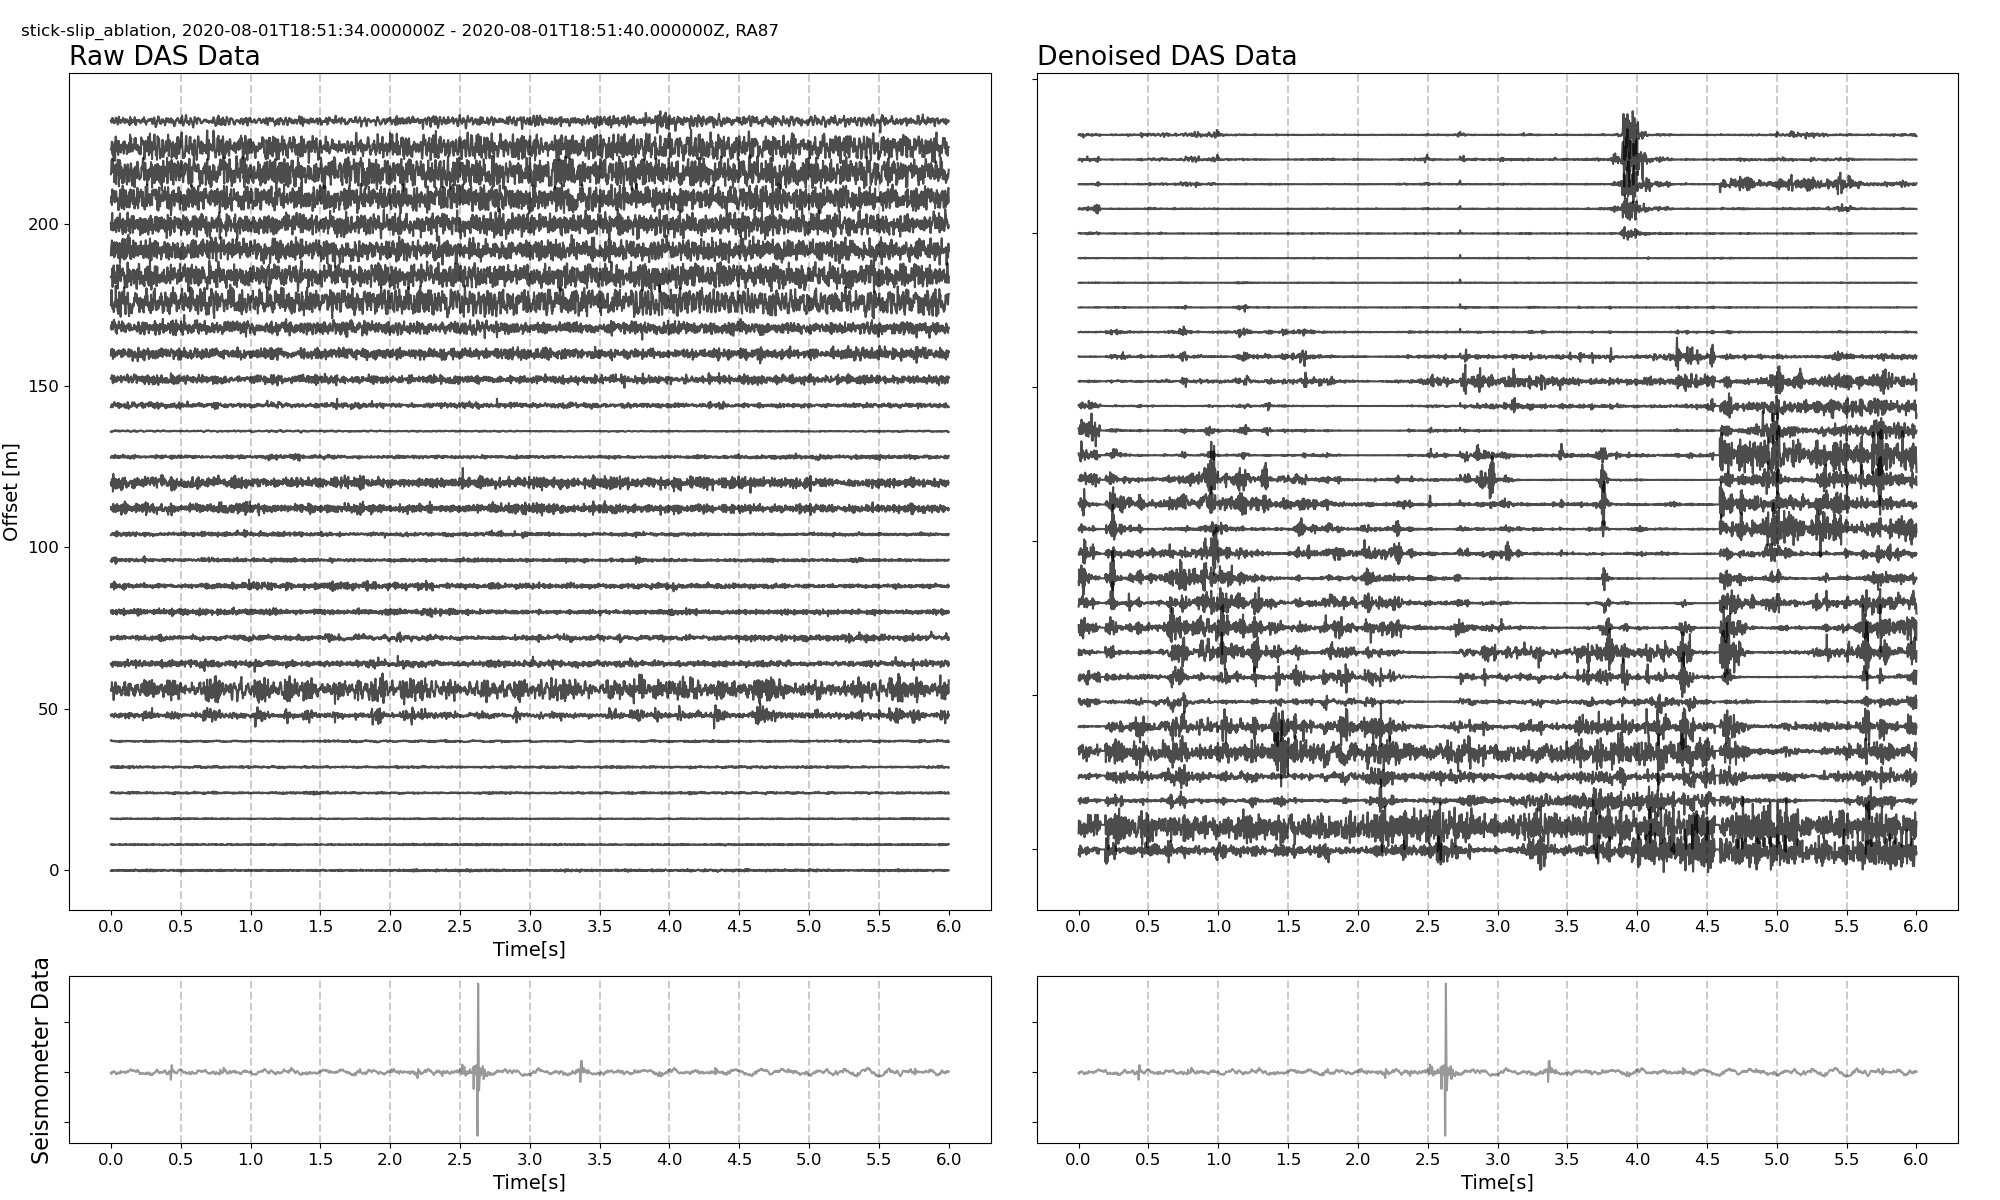 stick-slip_ablation, 2020-08-01T18:51:34.000000Z - 2020-08-01T18:51:40.000000Z, RA87
Raw DAS Data
Denoised DAS Data
Offset [m]
200
150
100
50
0
0.0 0.5 1.0 1.5 2.0 2.5 3.0 3.5 4.0 4.5 5.0 5.5 6.0
Time[s]
0.0 0.5 1.0 1.5 2.0 2.5 3.0 3.5 4.0 4.5 5.0 5.5 6.0
Seismometer Data
0.0 0.5 1.0 1.5 2.0 2.5 3.0 3.5 4.0 4.5 5.0 5.5 6.0
Time[s]
0.0 0.5 1.0 1.5 2.0 2.5 3.0 3.5 4.0 4.5 5.0 5.5 6.0
Time[s]